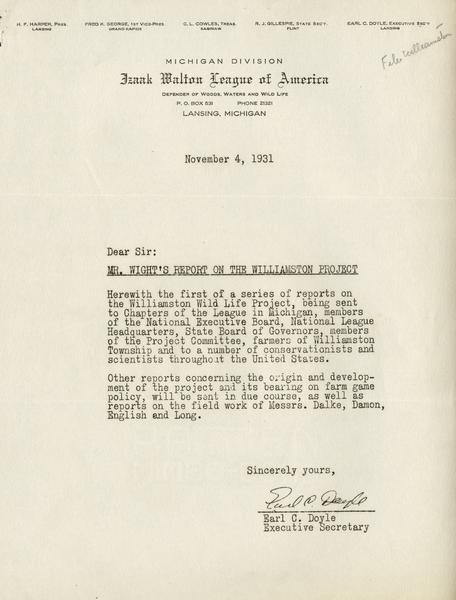 H. F. HARPER, PRES. LANSING
FRED K. GEORGE, 1ST VICE-PRES. GRAND RAPIDS
C. L. COWLES, TREAS. SAGINAW
R. J. GILLESPIE, STATE SEC'Y. FLINT
EARL C. DOYLE, EXECUTIVE SEC'Y LANSING
File Williamston
MICHIGAN DIVISION
Izaak Walton League of America
DEFENDER OF WOODS, WATERS AND WILD LIFE
P. O. BOX 531 PHONE 21321
LANSING, MICHIGAN
November 4, 1931
Dear Sir:
MR. WIGHT'S REPORT ON THE WILLIAMSTON PROJECT
Herewith the first of a series of reports on
the Williamston Wild Life Project, being sent
to Chapters of the League in Michigan, members
of the National Executive Board, National League
Headquarters, State Board of Governors, members
of the Project Committee, farmers of Williamston
Township and to a number of conservationists and
scientists throughout the United States.
Other reports concerning the origin and develop-
ment of the project and its bearing on farm game
policy, will be sent in due course, as well as
reports on the field work of Messrs. Dalke, Damon,
English and Long.
Sincerely yours,
Earl C. Doyle
Earl C. Doyle
Executive Secretary